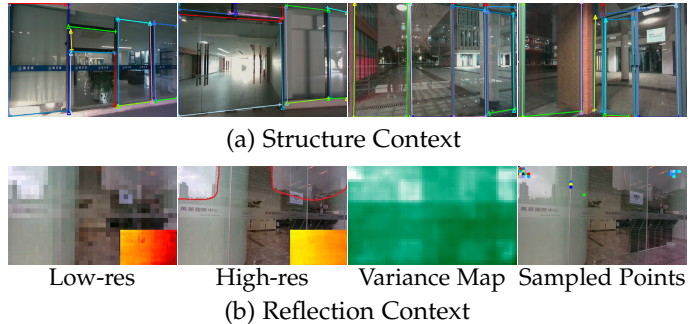 (a) Structure Context
Low-res High-res Variance Map Sampled Points
(b) Reflection Context